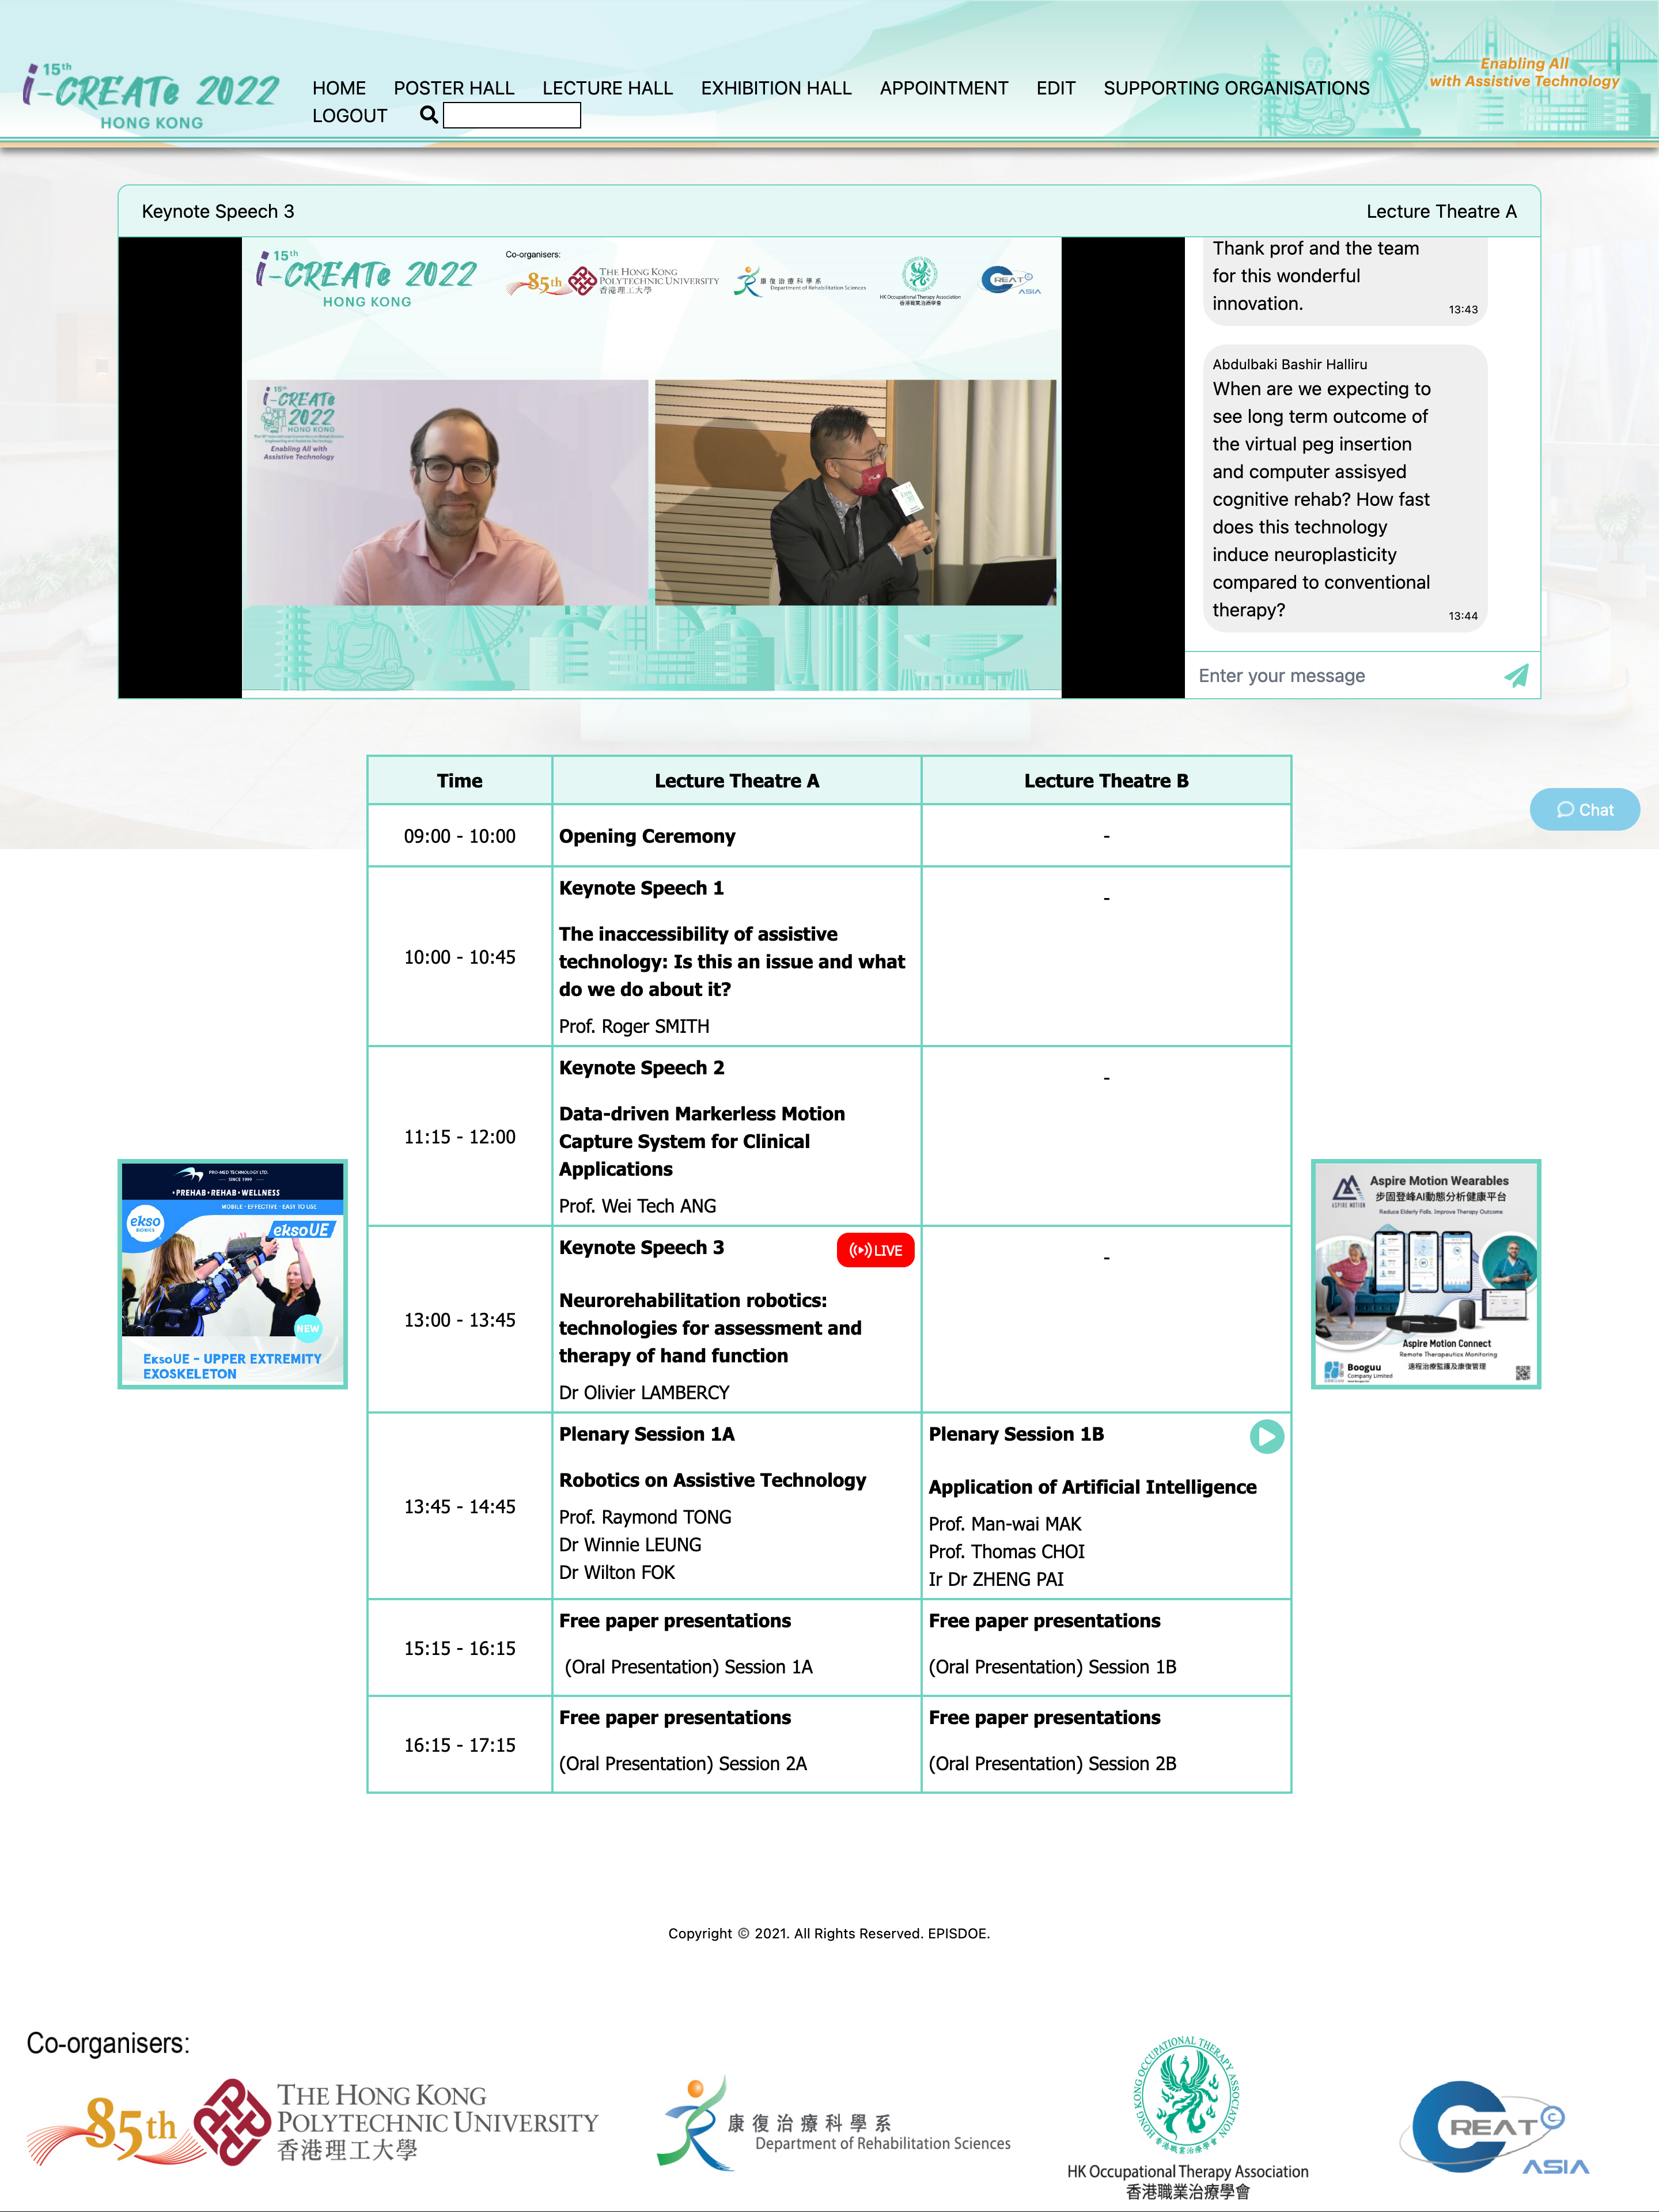 15th
i-CREATe 2022
HONG KONG
HOME POSTER HALL LECTURE HALL EXHIBITION HALL APPOINTMENT EDIT SUPPORTING ORGANISATIONS
LOGOUT
Enabling All
with Assistive Technology
Keynote Speech 3
Lecture Theatre A
15th
i-CREATe 2022
HONG KONG
Co-organisers:
85th
THE HONG KONG
POLYTECHNIC UNIVERSITY
香港理工大學
康復治療科學系
Department of Rehabilitation Sciences
HK Occupational Therapy Association
香港職業治療學會
CREAT
ASIA
15th
i-CREATe
2022
HONG KONG
Enabling All with
Assistive Technology
Thank prof and the team
for this wonderful
innovation.
13:43
Abdulbaki Bashir Halliru
When are we expecting to
see long term outcome of
the virtual peg insertion
and computer assisyed
cognitive rehab? How fast
does this technology
induce neuroplasticity
compared to conventional
therapy?
13:44
Enter your message
Chat
Time Lecture Theatre A Lecture Theatre B
09:00 - 10:00
Opening Ceremony
-
10:00 - 10:45
Keynote Speech 1
The inaccessibility of assistive
technology: Is this an issue and what
do we do about it?
Prof. Roger SMITH
-
11:15 - 12:00
Keynote Speech 2
Data-driven Markerless Motion
Capture System for Clinical
Applications
Prof. Wei Tech ANG
-
13:00 - 13:45
Keynote Speech 3
LIVE
Neurorehabilitation robotics:
technologies for assessment and
therapy of hand function
Dr Olivier LAMBERCY
-
13:45 - 14:45
Plenary Session 1A
Robotics on Assistive Technology
Prof. Raymond TONG
Dr Winnie LEUNG
Dr Wilton FOK
Plenary Session 1B
Application of Artificial Intelligence
Prof. Man-wai MAK
Prof. Thomas CHOI
Ir Dr ZHENG PAI
15:15 - 16:15
Free paper presentations
(Oral Presentation) Session 1A
Free paper presentations
(Oral Presentation) Session 1B
16:15 - 17:15
Free paper presentations
(Oral Presentation) Session 2A
Free paper presentations
(Oral Presentation) Session 2B
PRO-MED TECHNOLOGY LTD.
SINCE 1999
•PREHAB•REHAB•WELLNESS
MOBILE - EFFECTIVE - EASY TO USE
ekso
BIONICS
eksoUE
NEW
EksoUE – UPPER EXTREMITY
EXOSKELETON
ASPIRE MOTION
Aspire Motion Wearables
步固登峰AI動態分析健康平台
Reduce Elderly Falls. Improve Therapy Outcome
Aspire Motion Connect
Remote Therapeutics Monitoring
遠程治療監護及康復管理
Booguu
Company Limited
Copyright © 2021. All Rights Reserved. EPISDOE.
Co-organisers:
85th
THE HONG KONG
POLYTECHNIC UNIVERSITY
香港理工大學
康復治療科學系
Department of Rehabilitation Sciences
HONG KONG OCCUPATIONAL THERAPY ASSOCIATION
香港職業治療學會
HK Occupational Therapy Association
香港職業治療學會
CREAT C
ASIA